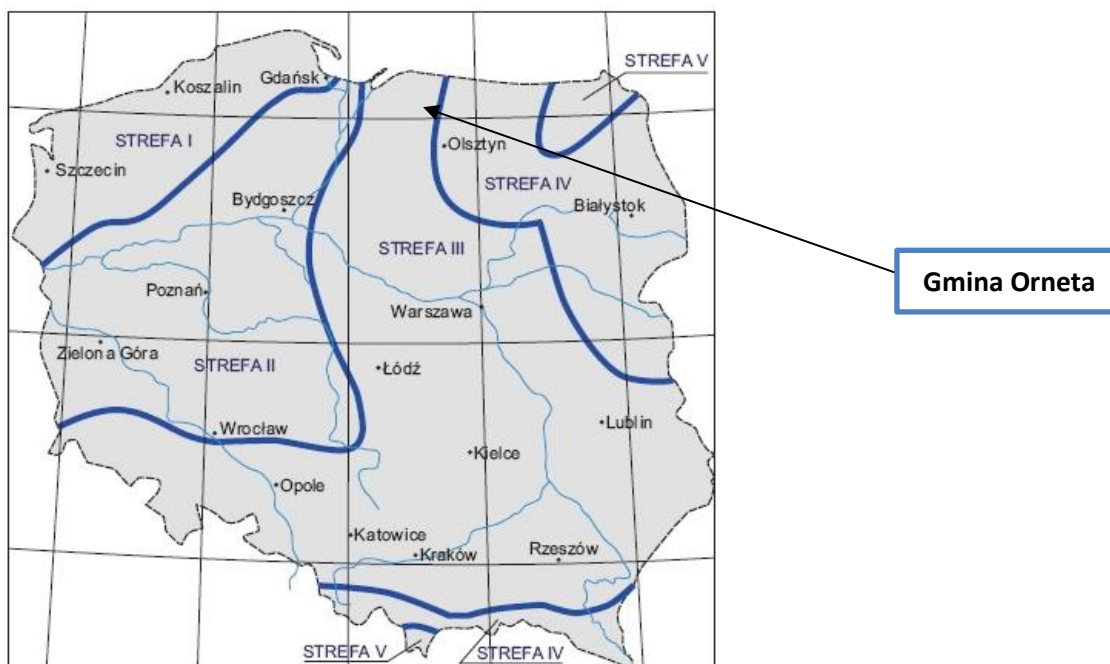 STREFA V
Gdańsk
Koszalin
STREFA I
Olsztyn
Szczecin
STREFA IV
Bydgoszcz
Białystok
STREFA III
Gmina Orneta
Poznań
Warszawa
Zielona Góra
STREFA II
Łódź
Wrocław
Lublin
Kielce
Opole
Katowice
Kraków
Rzeszów
STREFA V
STREFA IV